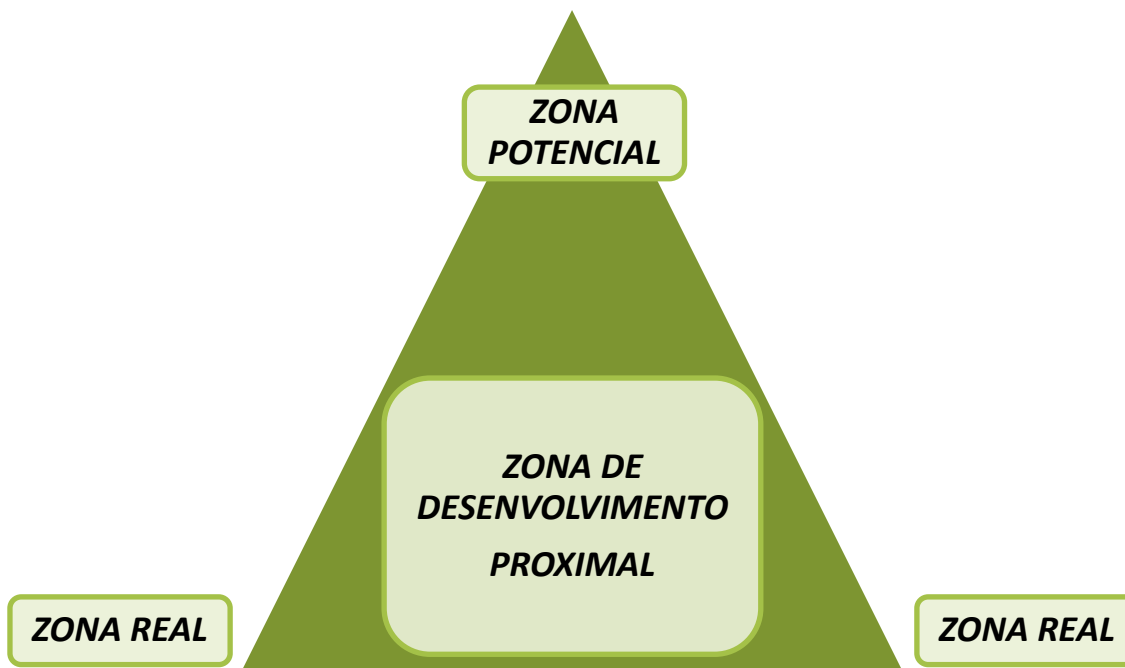 ZONA
POTENCIAL
ZONA DE
DESENVOLVIMENTO
PROXIMAL
ZONA REAL
ZONA REAL